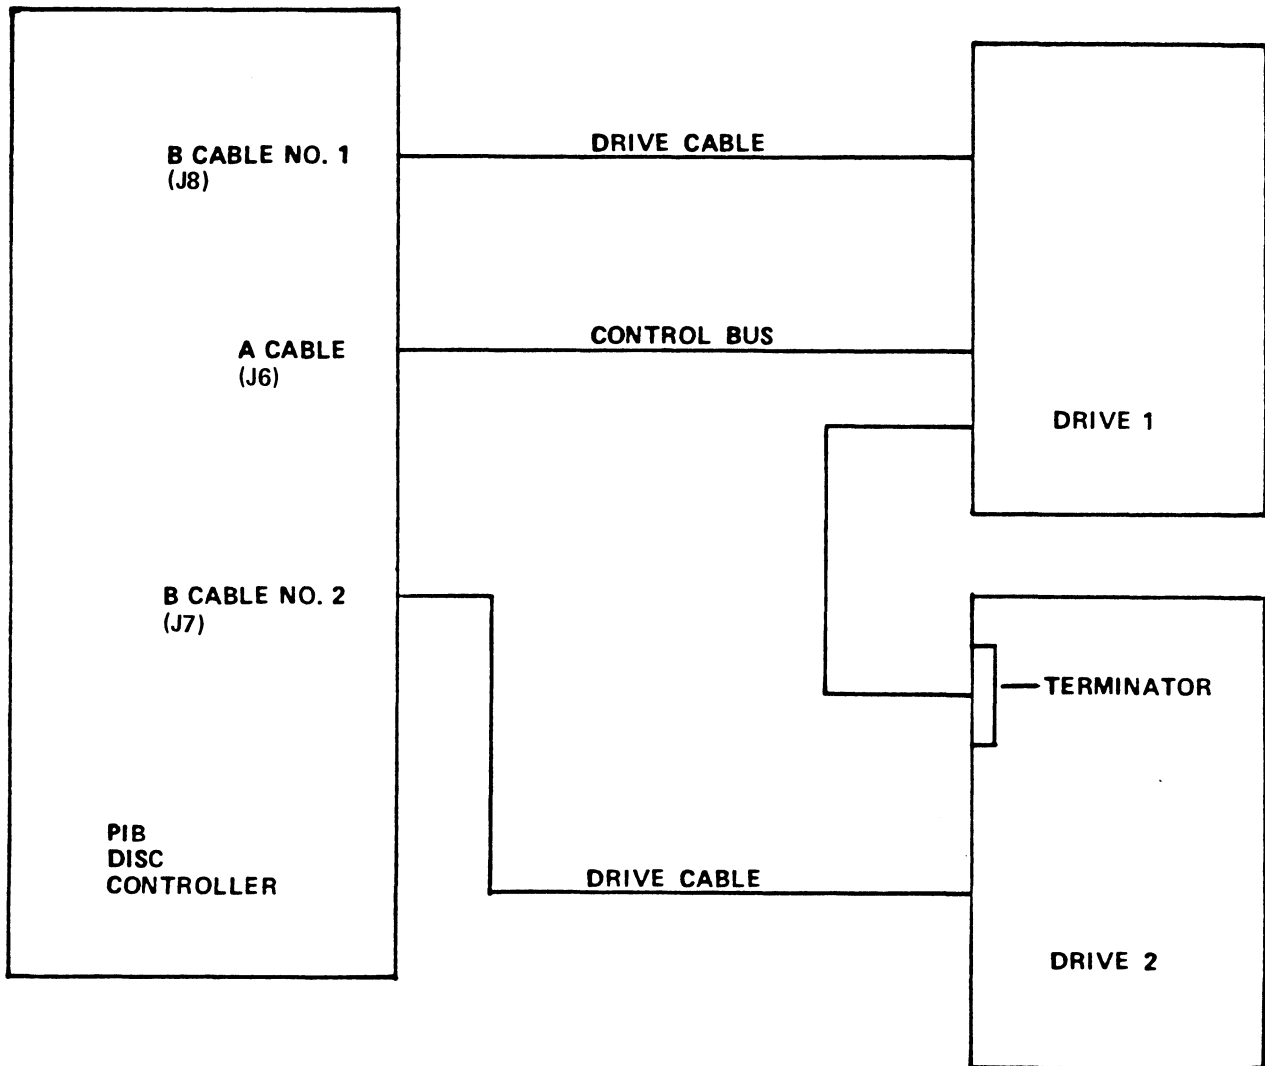 B CABLE NO. 1
(J8)
DRIVE CABLE
A CABLE
(J6)
CONTROL BUS
DRIVE 1
B CABLE NO. 2
(J7)
TERMINATOR
PIB
DISC
CONTROLLER
DRIVE CABLE
DRIVE 2